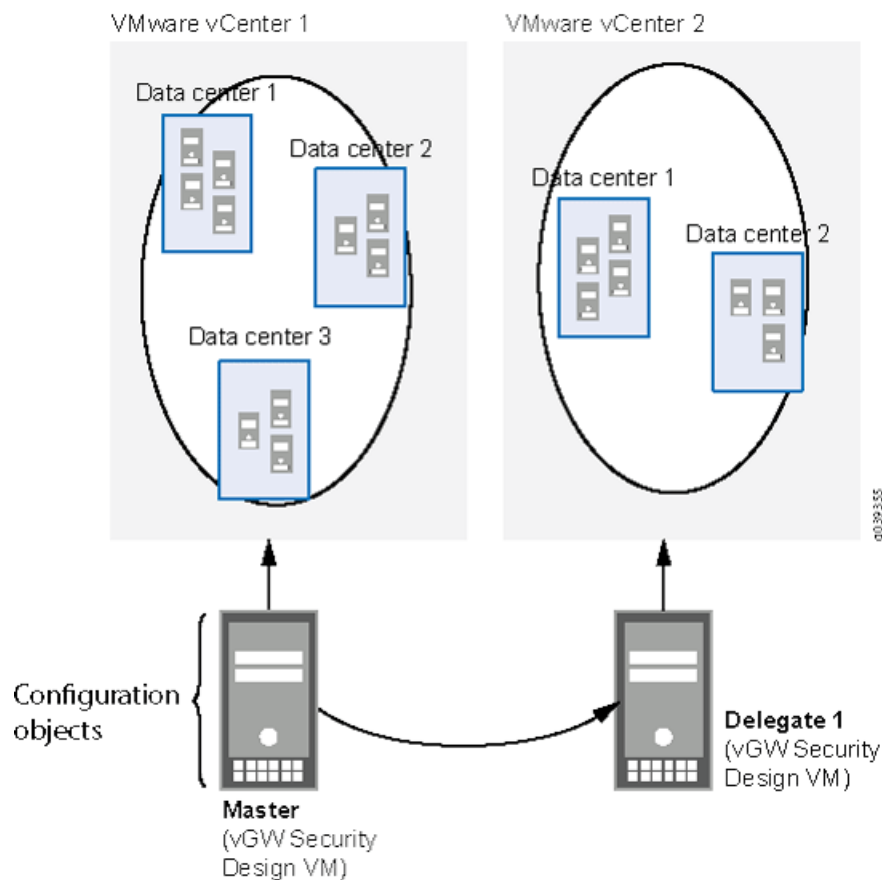 VMware vCenter 1
VMware vCenter 2
Data center 1
Data center 2
Data center 3
Data center 1
Data center 2
g039355
Configuration
objects
Master
(vGW Security
Design VM)
Delegate 1
(vGW Security
Design VM)